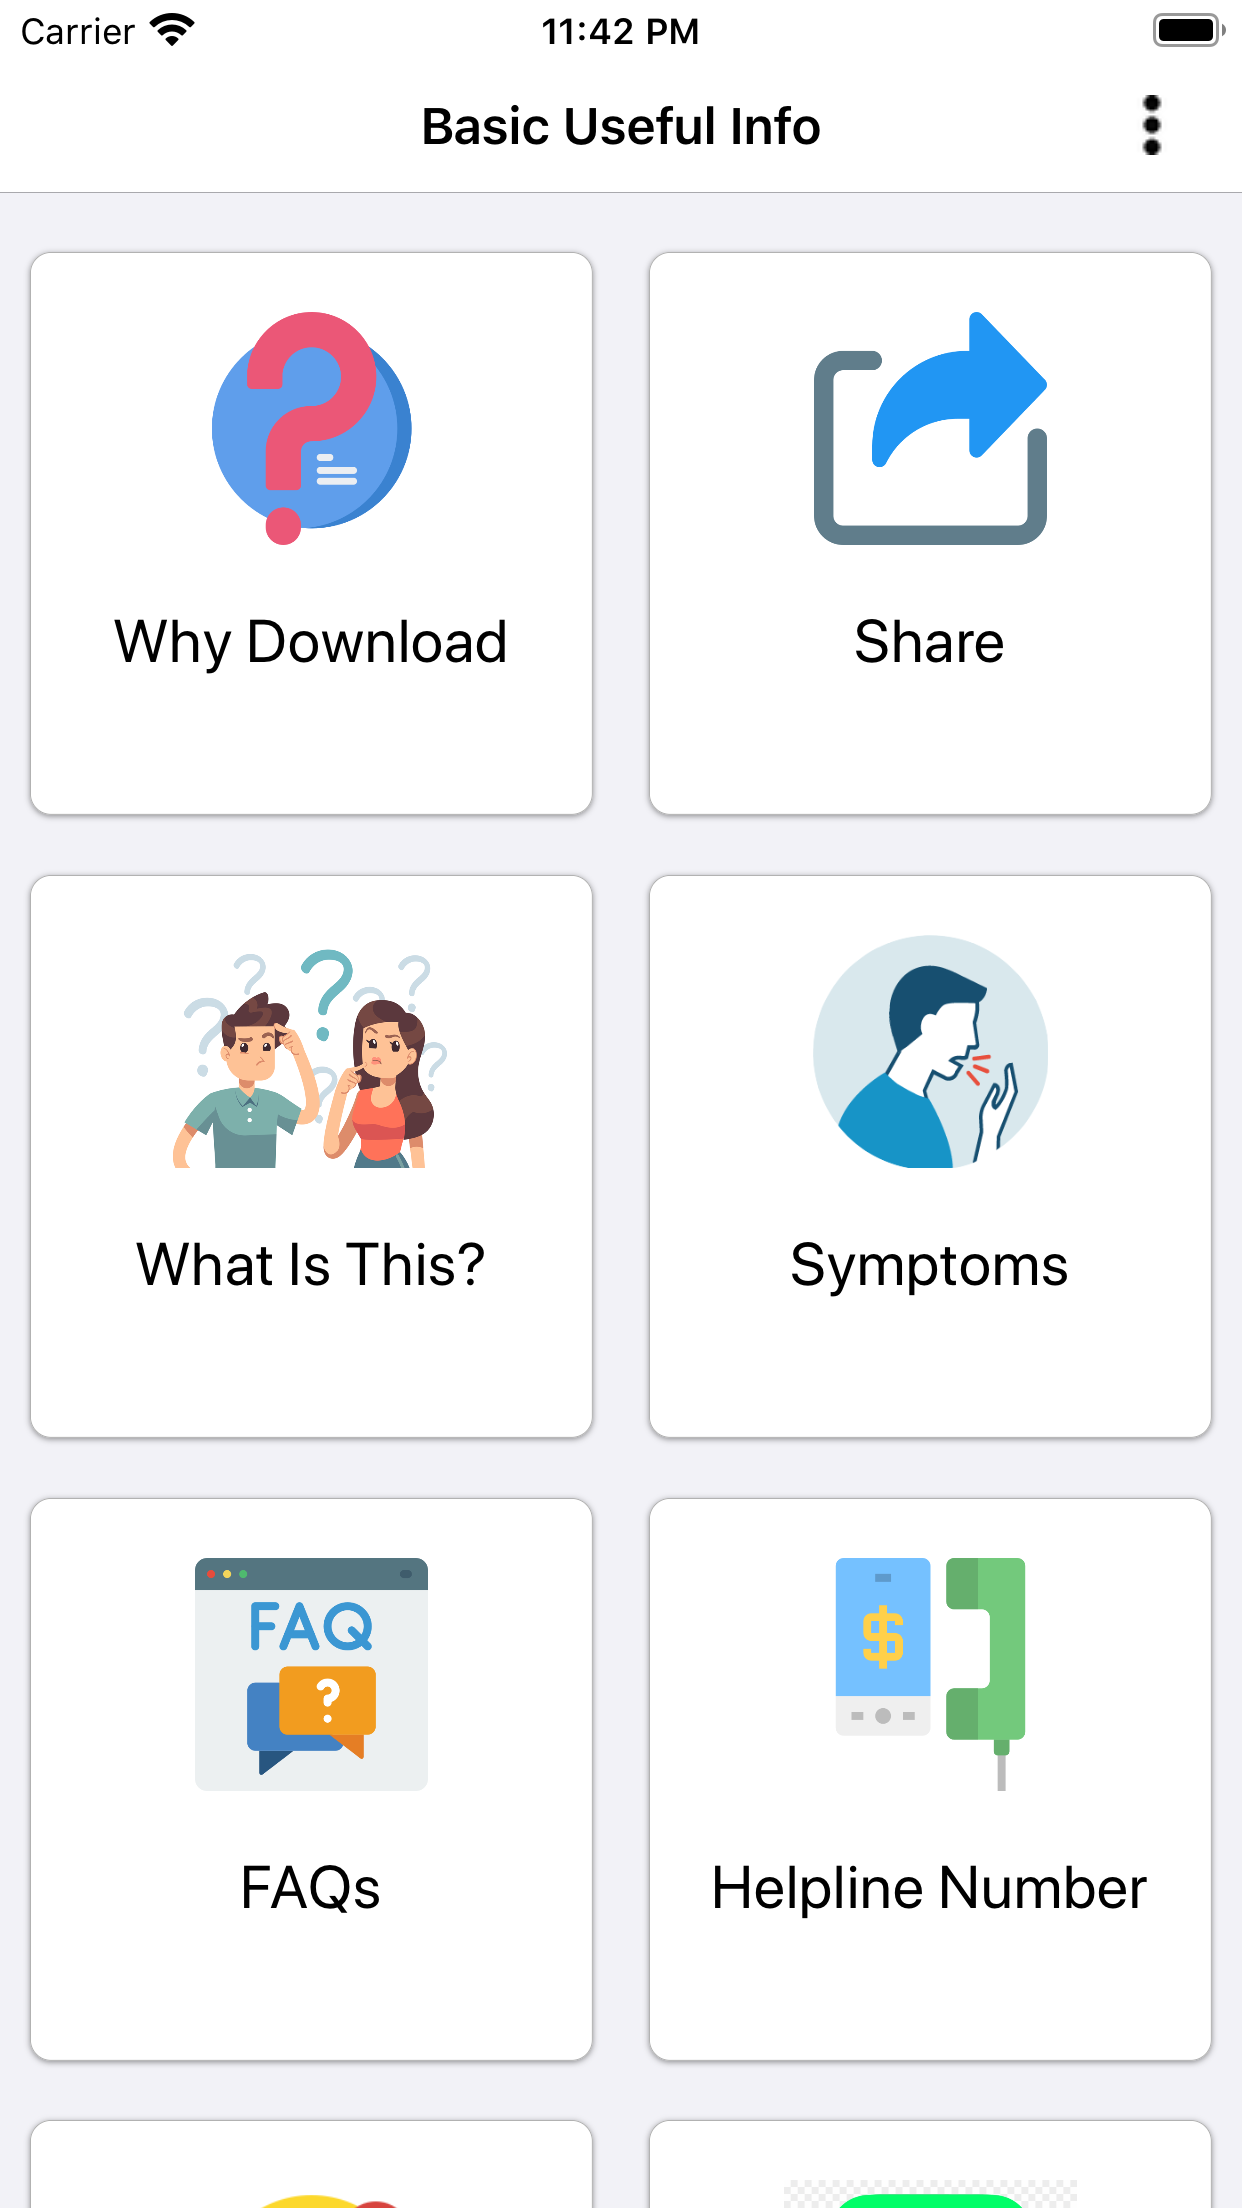 Carrier 11:42 PM
Basic Useful Info
Why Download
Share
What Is This?
Symptoms
FAQ
?
$
FAQs
Helpline Number